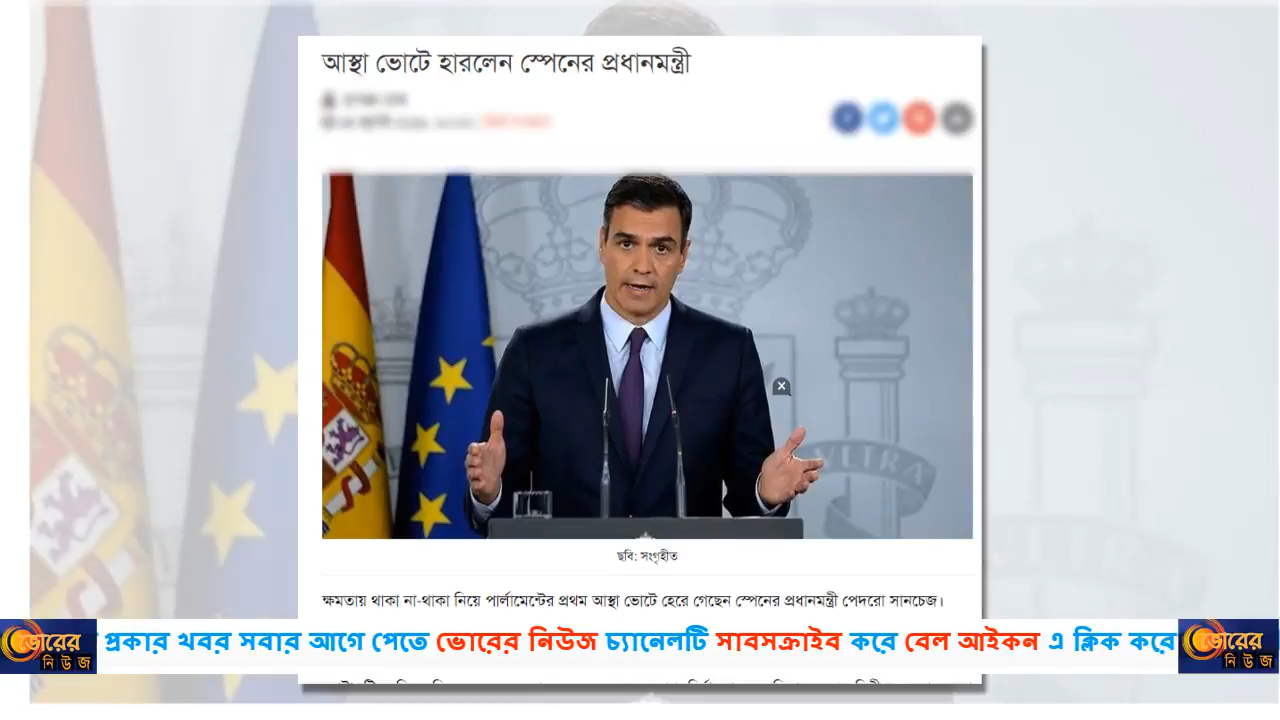 আস্থা ভোটে হারলেন স্পেনের প্রধানমন্ত্রী
VLTRA
ছবি: সংগৃহীত
ক্ষমতায় থাকা না-থাকা নিয়ে পার্লামেন্টের প্রথম আস্থা ভোটে হেরে গেছেন স্পেনের প্রধানমন্ত্রী পেদরো সানচেজ।
ভোরের নিউজ
প্রকার খবর সবার আগে পেতে ভোরের নিউজ চ্যানেলটি সাবসক্রাইব করে বেল আইকন এ ক্লিক করে
ভোরের নিউজ